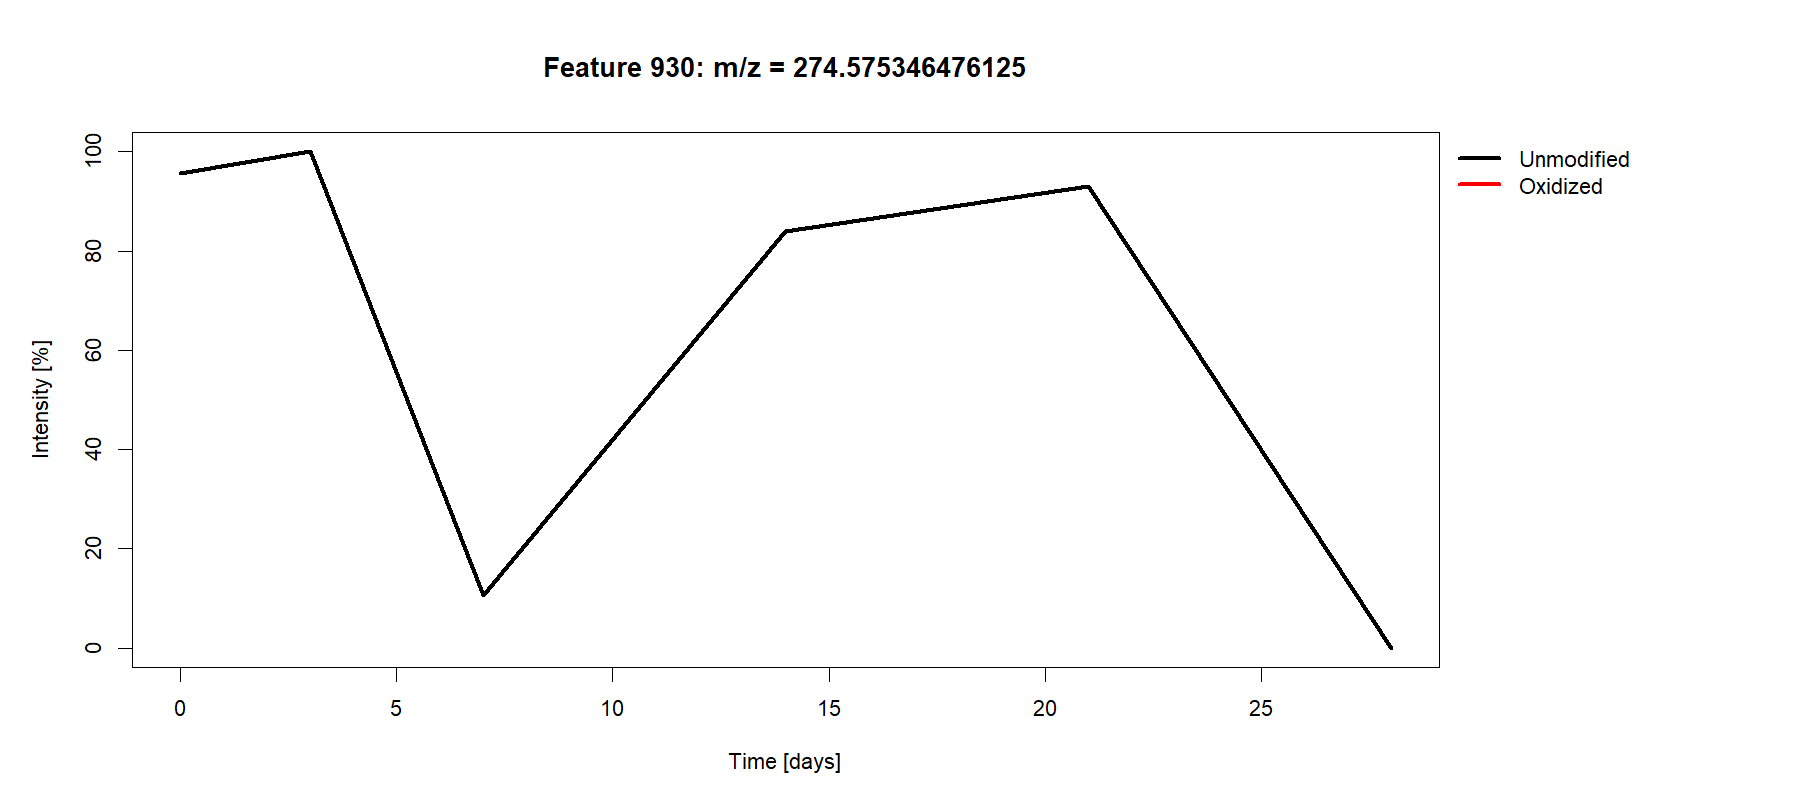 Feature 930: m/z = 274.575346476125
Unmodified
Oxidized
Intensity [%]
100
80
60
40
20
0
0 5 10 15 20 25
Time [days]